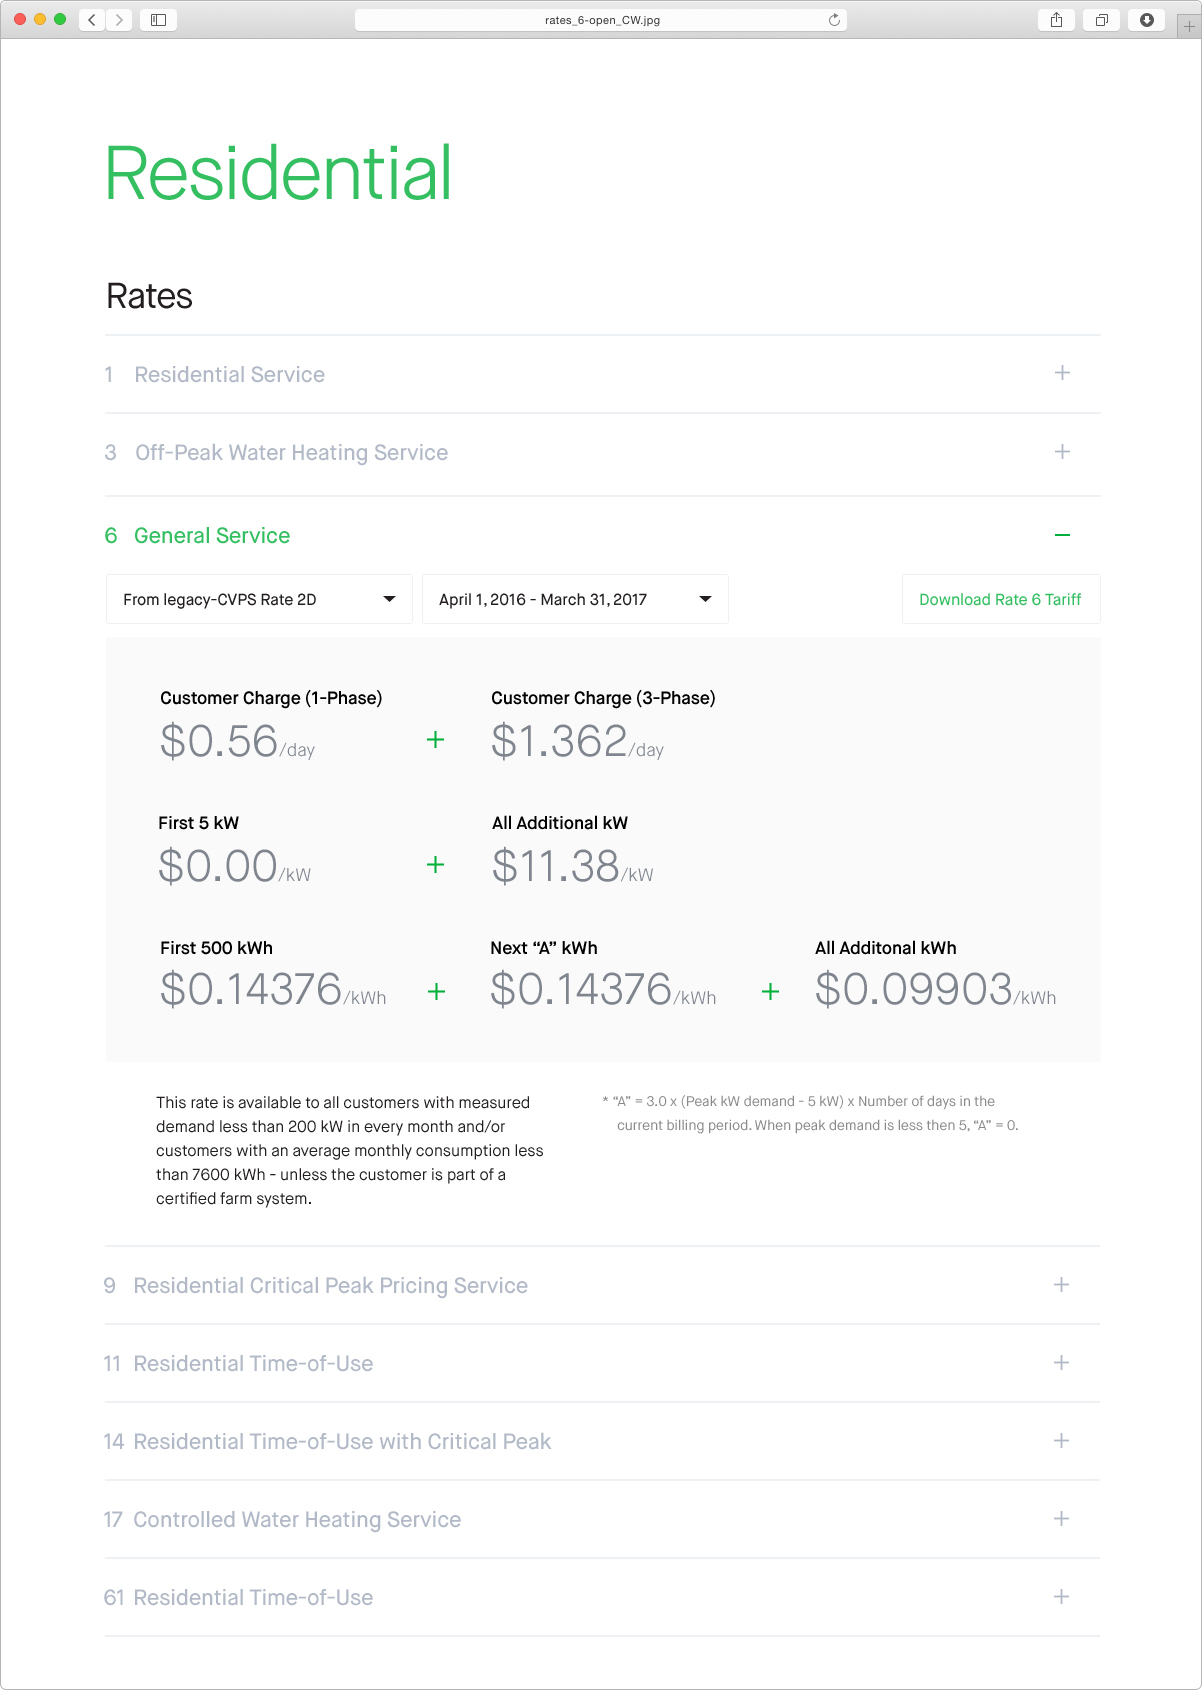 rates_6-open_CW.jpg
Residential
Rates
1 Residential Service +
3 Off-Peak Water Heating Service +
6 General Service −
From legacy-CVPS Rate 2D
April 1, 2016 - March 31, 2017
Download Rate 6 Tariff
Customer Charge (1-Phase)
$0.56/day
+
Customer Charge (3-Phase)
$1.362/day
First 5 kW
$0.00/kW
+
All Additional kW
$11.38/kW
First 500 kWh
$0.14376/kWh
+
Next “A” kWh
$0.14376/kWh
+
All Additonal kWh
$0.09903/kWh
This rate is available to all customers with measured
demand less than 200 kW in every month and/or
customers with an average monthly consumption less
than 7600 kWh - unless the customer is part of a
certified farm system.
* “A” = 3.0 x (Peak kW demand - 5 kW) x Number of days in the
current billing period. When peak demand is less then 5, “A” = 0.
9 Residential Critical Peak Pricing Service +
11 Residential Time-of-Use +
14 Residential Time-of-Use with Critical Peak +
17 Controlled Water Heating Service +
61 Residential Time-of-Use +